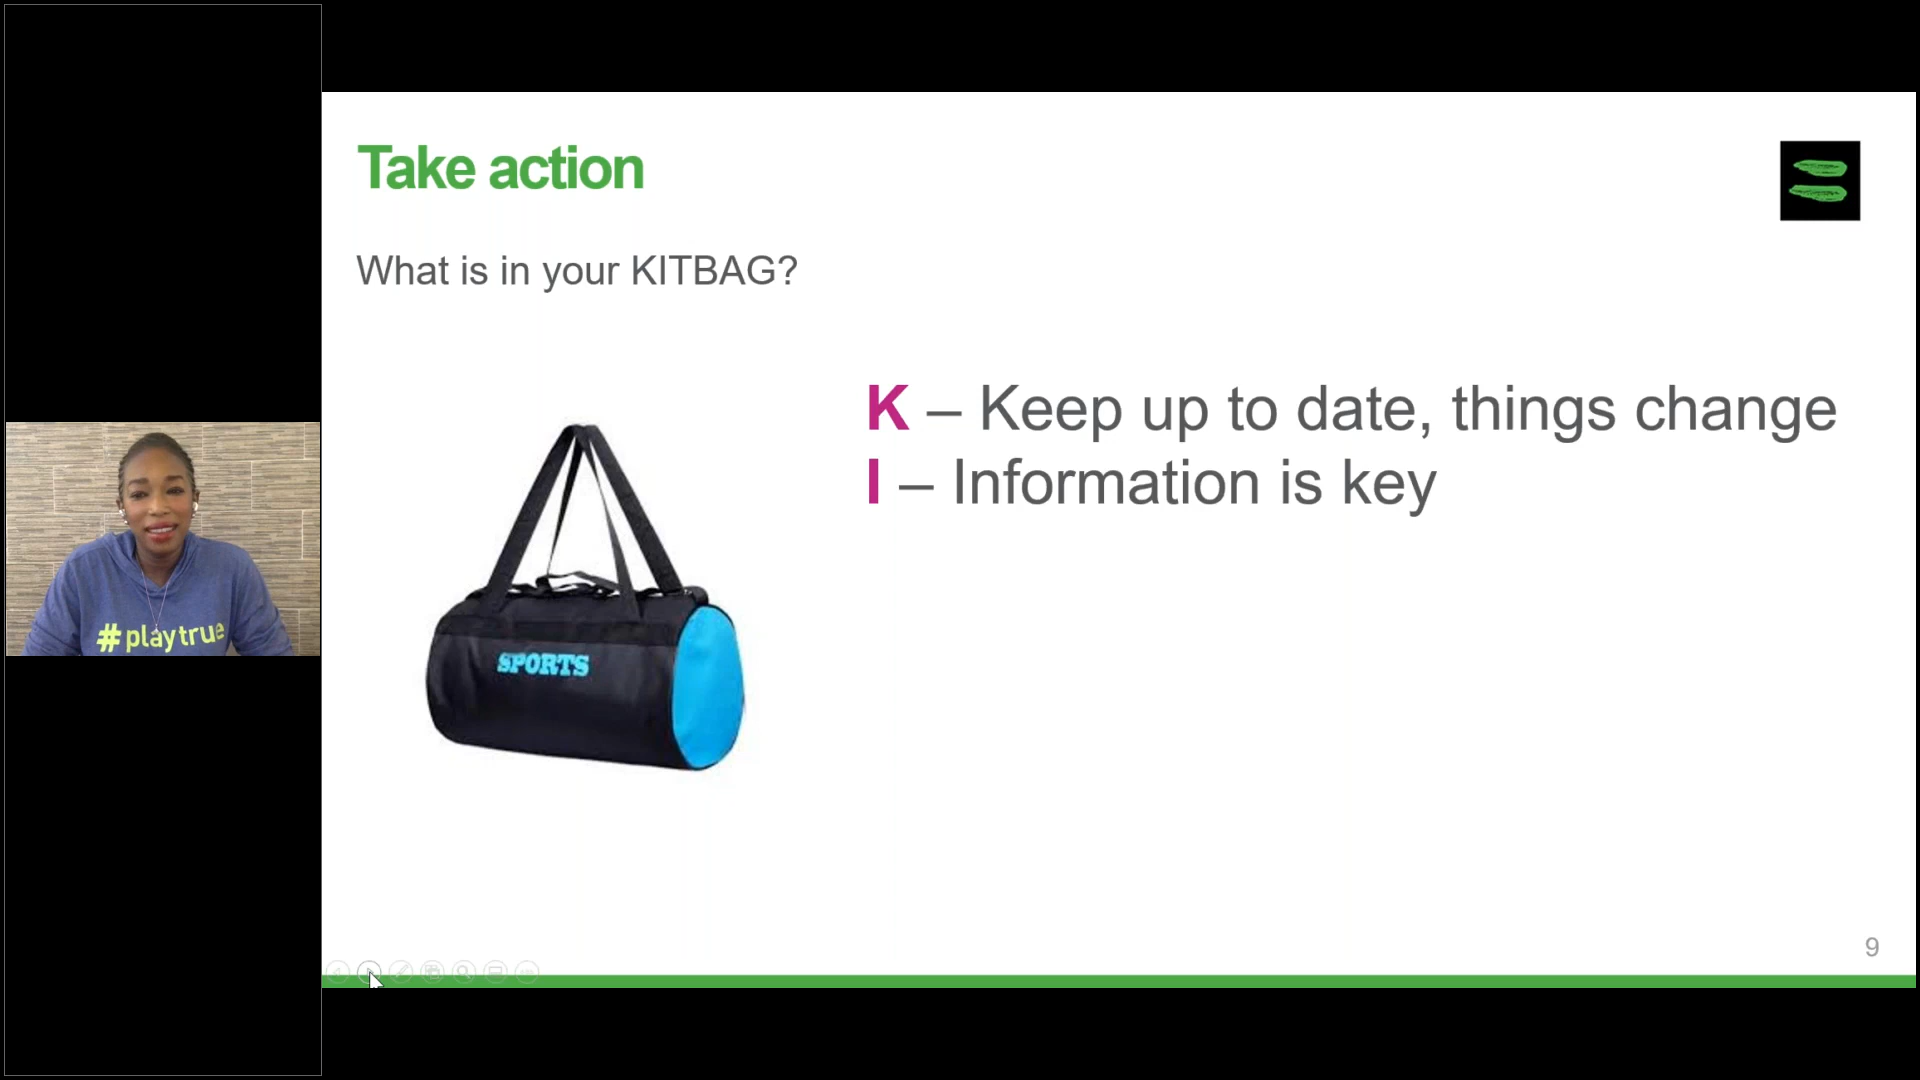 Take action
What is in your KITBAG?
K – Keep up to date, things change
I – Information is key
SPORTS
#playtrue
9